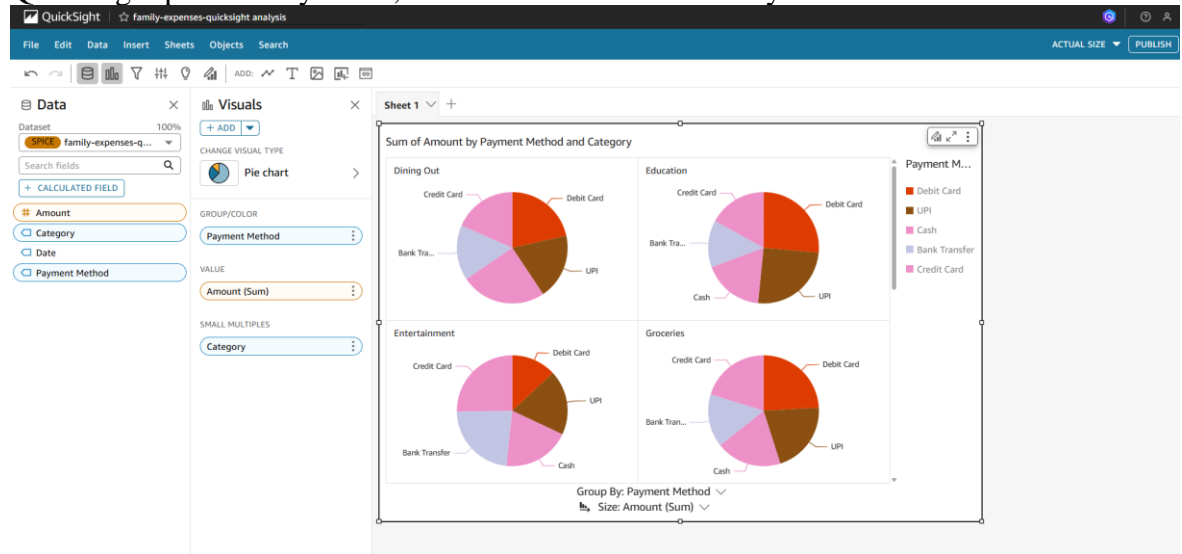 QuickSight
family-expenses-quicksight analysis
File Edit Data Insert Sheets Objects Search
ACTUAL SIZE
PUBLISH
ADD:
Data
Dataset
100%
SPICE family-expenses-q...
Search fields
+ CALCULATED FIELD
# Amount
Category
Date
Payment Method
Visuals
+ ADD
CHANGE VISUAL TYPE
Pie chart
GROUP/COLOR
Payment Method
VALUE
Amount (Sum)
SMALL MULTIPLES
Category
Sheet 1
Sum of Amount by Payment Method and Category
Dining Out
Credit Card
Debit Card
Bank Tra...
UPI
Education
Credit Card
Debit Card
Bank Tra...
Cash
UPI
Entertainment
Debit Card
Credit Card
UPI
Bank Transfer
Cash
Groceries
Credit Card
Debit Card
Bank Tran...
UPI
Cash
Payment M...
Debit Card
UPI
Cash
Bank Transfer
Credit Card
Group By: Payment Method
Size: Amount (Sum)